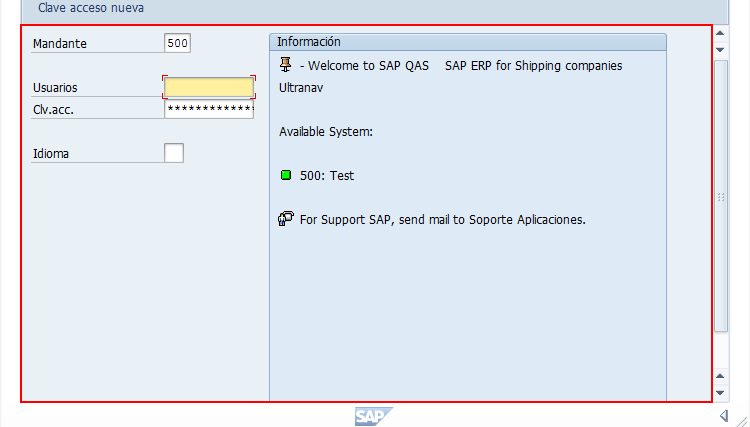 Clave acceso nueva
Mandante 500
Usuarios
Clv.acc. *************
Idioma
Información
- Welcome to SAP QAS SAP ERP for Shipping companies
Ultranav
Available System:
500: Test
For Support SAP, send mail to Soporte Aplicaciones.
SAP